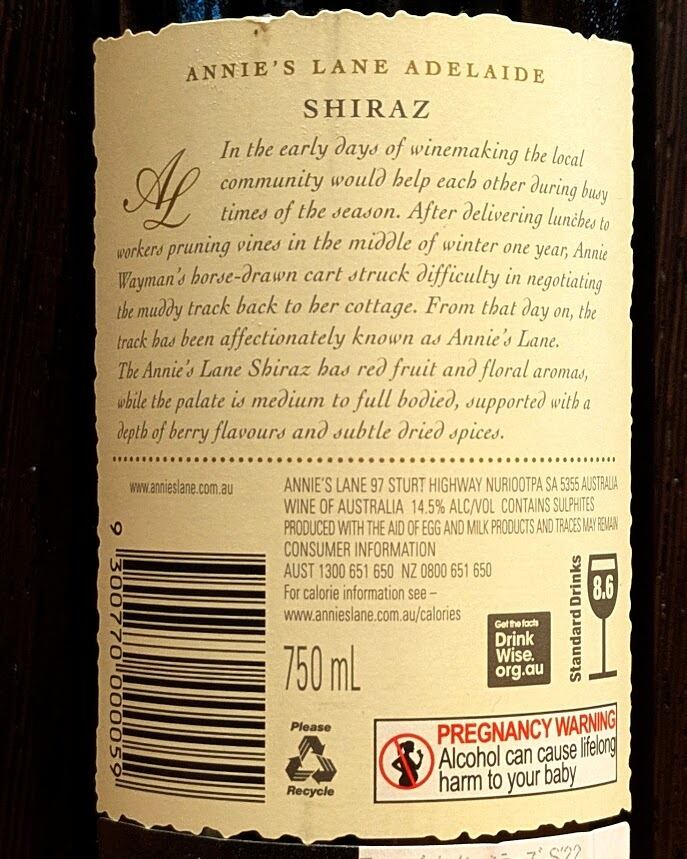 ANNIE'S LANE ADELAIDE
SHIRAZ
AL
In the early days of winemaking the local
community would help each other during busy
times of the season. After delivering lunches to
workers pruning vines in the middle of winter one year, Annie
Wayman's horse-drawn cart struck difficulty in negotiating
the muddy track back to her cottage. From that day on, the
track has been affectionately known as Annie's Lane.
The Annie's Lane Shiraz has red fruit and floral aromas,
while the palate is medium to full bodied, supported with a
depth of berry flavours and subtle dried spices.
www.annieslane.com.au
ANNIE'S LANE 97 STURT HIGHWAY NURIOOTPA SA 5355 AUSTRALIA
WINE OF AUSTRALIA 14.5% ALC/VOL CONTAINS SULPHITES
PRODUCED WITH THE AID OF EGG AND MILK PRODUCTS AND TRACES MAY REMAIN
CONSUMER INFORMATION
AUST 1300 651 650 NZ 0800 651 650
For calorie information see –
www.annieslane.com.au/calories
9 300770 000059
750 mL
Get the facts
Drink
Wise.
org.au
Standard Drinks
8.6
Please
Recycle
PREGNANCY WARNING
Alcohol can cause lifelong
harm to your baby